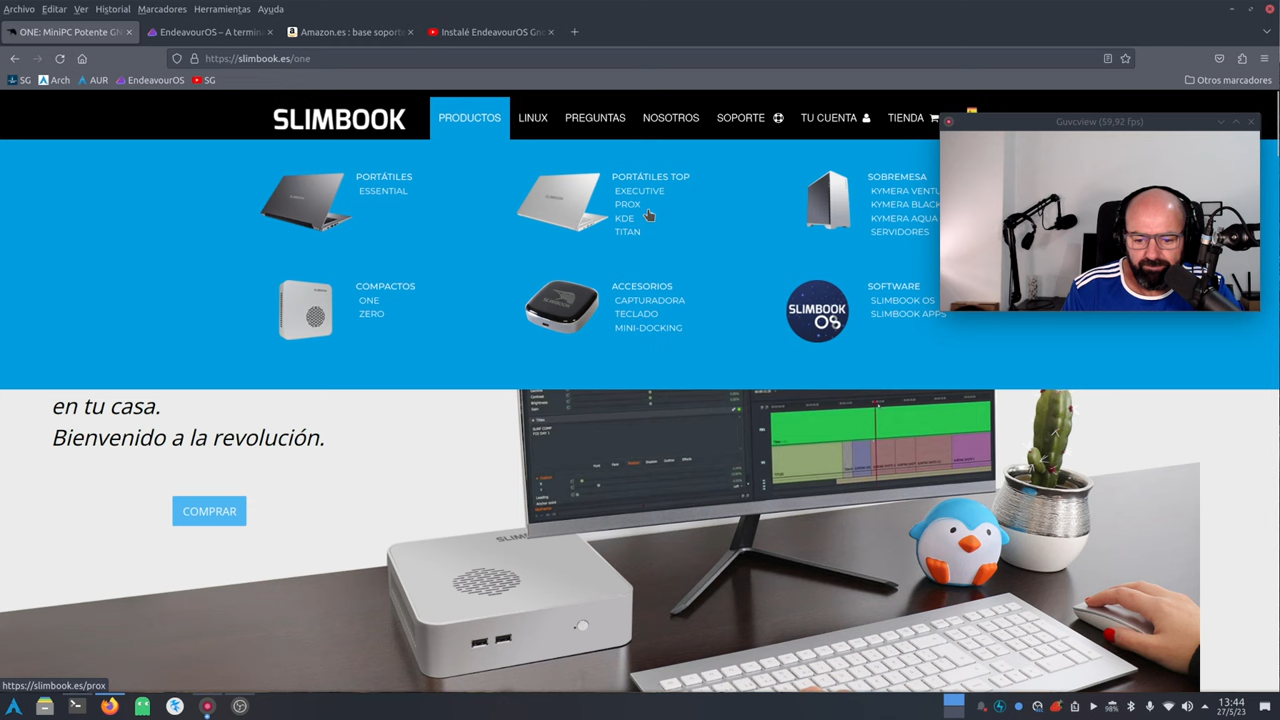 Archivo Editar Ver Historial Marcadores Herramientas Ayuda
ONE: MiniPC Potente GN
EndeavourOS – A termin
Amazon.es : base soporte
Instalé EndeavourOS Gno
https://slimbook.es/one
SG Arch AUR EndeavourOS SG
Otros marcadores
SLIMBOOK
PRODUCTOS LINUX PREGUNTAS NOSOTROS SOPORTE TU CUENTA TIENDA
Guvcview (59,92 fps)
PORTÁTILES
ESSENTIAL
PORTÁTILES TOP
EXECUTIVE
PROX
KDE
TITAN
SOBREMESA
KYMERA VENTU
KYMERA BLACK
KYMERA AQUA
SERVIDORES
COMPACTOS
ONE
ZERO
ACCESORIOS
CAPTURADORA
TECLADO
MINI-DOCKING
SLIMBOOK
OS
SOFTWARE
SLIMBOOK OS
SLIMBOOK APPS
en tu casa.
Bienvenido a la revolución.
COMPRAR
https://slimbook.es/prox
98%
13:44
27/5/23